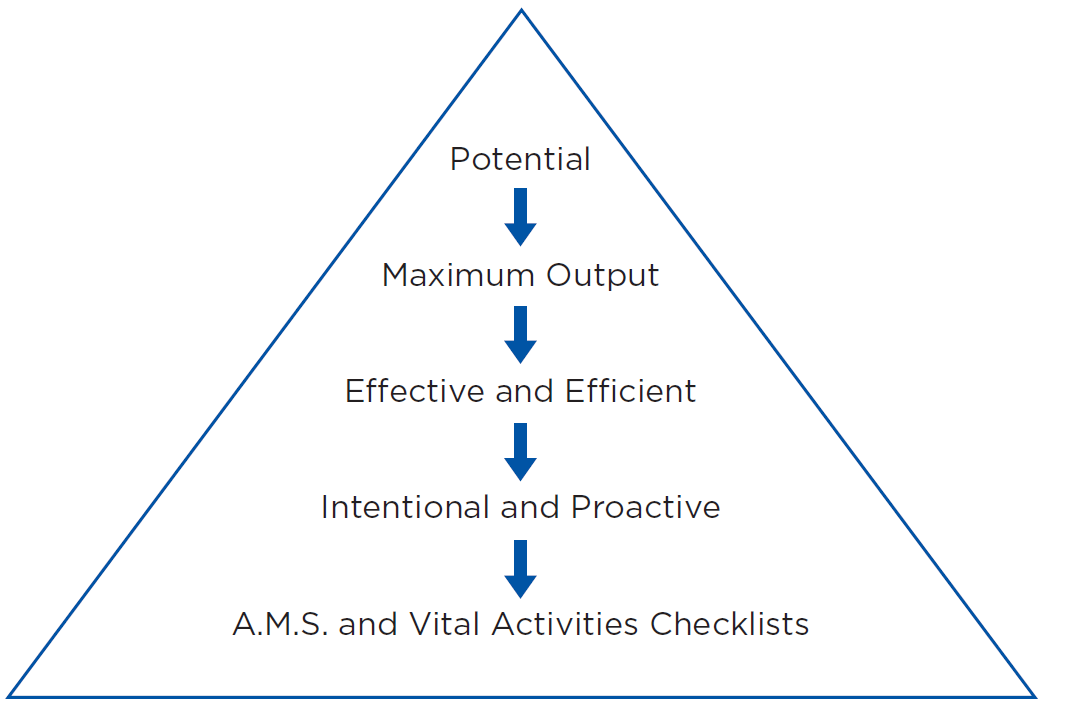 Potential
Maximum Output
Effective and Efficient
Intentional and Proactive
A.M.S. and Vital Activities Checklists